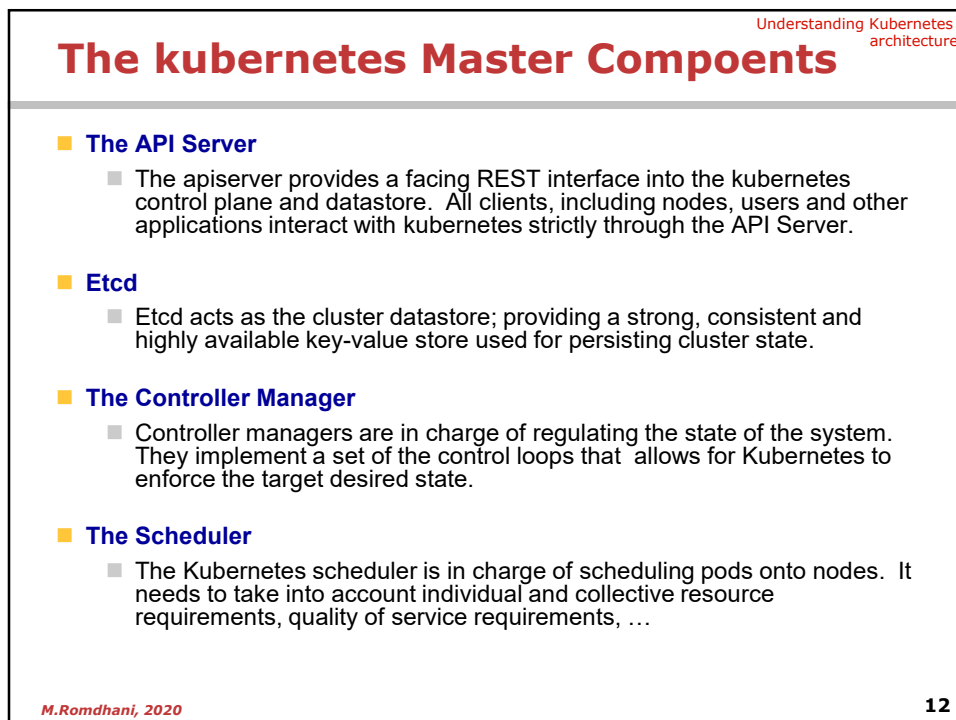 Understanding Kubernetes
architecture
The kubernetes Master Compoents
The API Server
The apiserver provides a facing REST interface into the kubernetes
control plane and datastore. All clients, including nodes, users and other
applications interact with kubernetes strictly through the API Server.
Etcd
Etcd acts as the cluster datastore; providing a strong, consistent and
highly available key-value store used for persisting cluster state.
The Controller Manager
Controller managers are in charge of regulating the state of the system.
They implement a set of the control loops that allows for Kubernetes to
enforce the target desired state.
The Scheduler
The Kubernetes scheduler is in charge of scheduling pods onto nodes. It
needs to take into account individual and collective resource
requirements, quality of service requirements, …
M.Romdhani, 2020
12